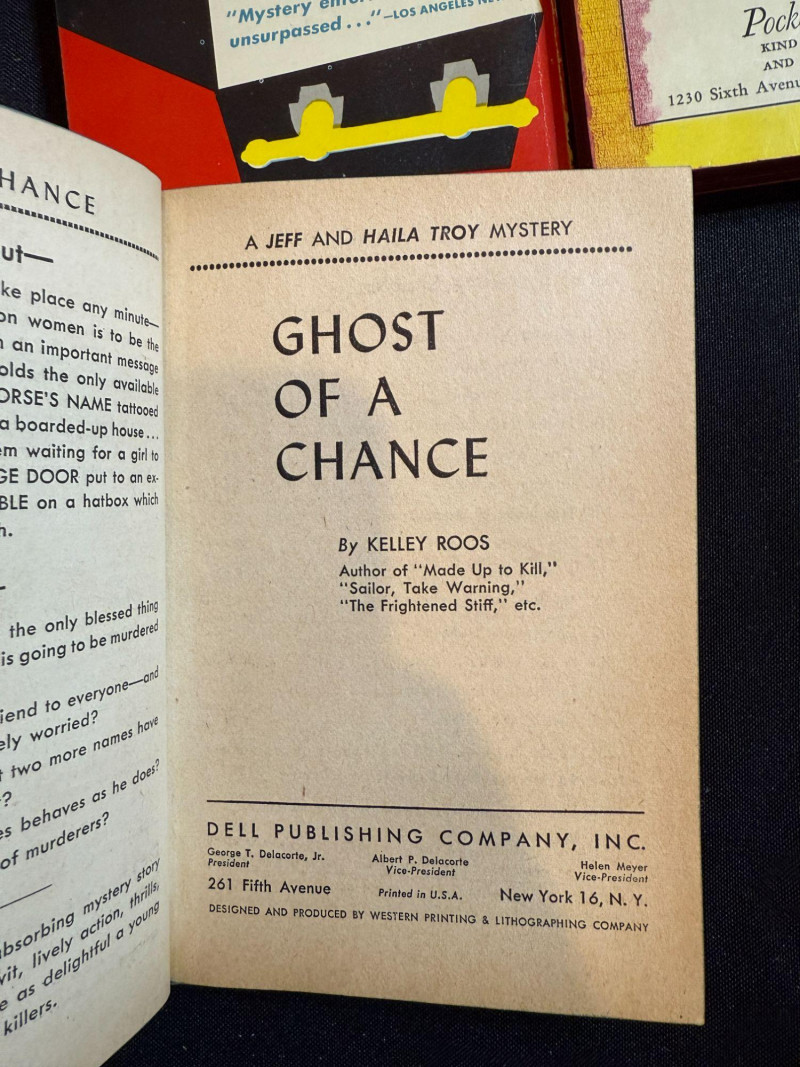 "Mystery
unsurpassed . . ."—LOS ANGELES
Pock
KIND
AND
1230 Sixth Avenu
HANCE
ut—
ke place any minute—
on women is to be the
n an important message
olds the only available
ORSE'S NAME tattooed
a boarded-up house...
em waiting for a girl to
GE DOOR put to an ex-
BLE on a hatbox which
h.
the only blessed thing
is going to be murdered
iend to everyone—and
ely worried?
t two more names have
?
es behaves as he does?
of murderers?
absorbing mystery story
wit, lively action, thrills,
e as delightful a young
killers.
A JEFF AND HAILA TROY MYSTERY
GHOST
OF A
CHANCE
By KELLEY ROOS
Author of "Made Up to Kill,"
"Sailor, Take Warning,"
"The Frightened Stiff," etc.
DELL PUBLISHING COMPANY, INC.
George T. Delacorte, Jr. Albert P. Delacorte Helen Meyer
President Vice-President Vice-President
261 Fifth Avenue Printed in U.S.A. New York 16, N. Y.
DESIGNED AND PRODUCED BY WESTERN PRINTING & LITHOGRAPHING COMPANY